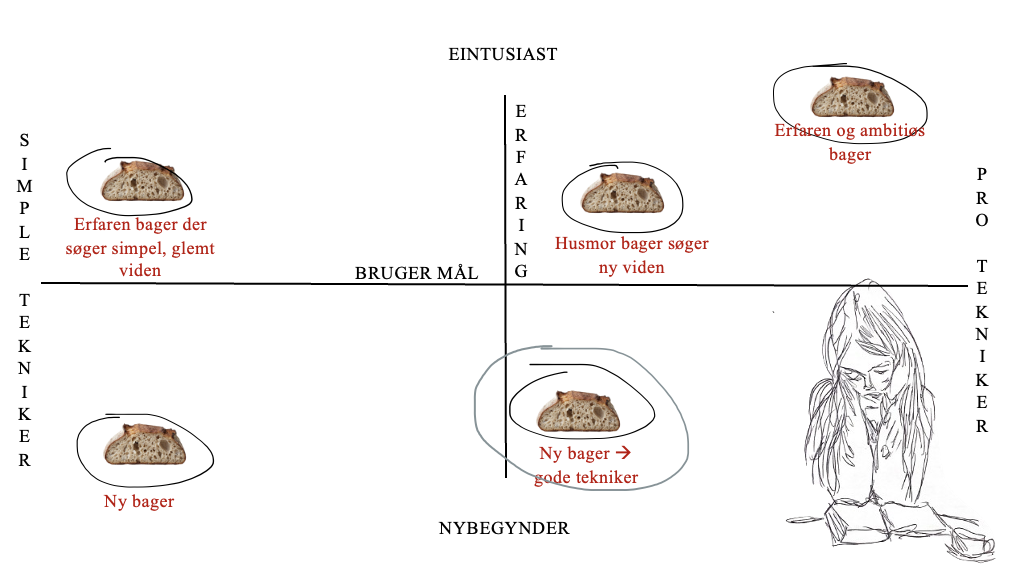 EINTUSIAST
SIMPLE TEKNIKER
ERFARING
PRO TEKNIKER
Erfaren og ambitiøs
bager
Erfaren bager der
søger simpel, glemt
viden
Husmor bager søger
ny viden
BRUGER MÅL
Ny bager
Ny bager →
gode tekniker
NYBEGYNDER